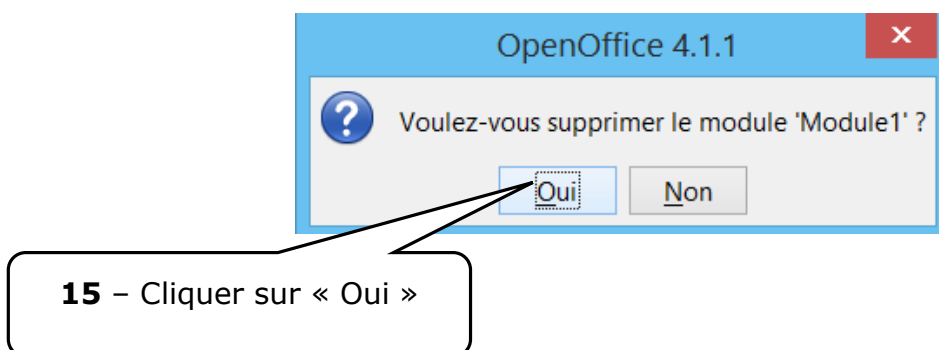 OpenOffice 4.1.1
Voulez-vous supprimer le module 'Module1' ?
Oui
Non
15 – Cliquer sur « Oui »